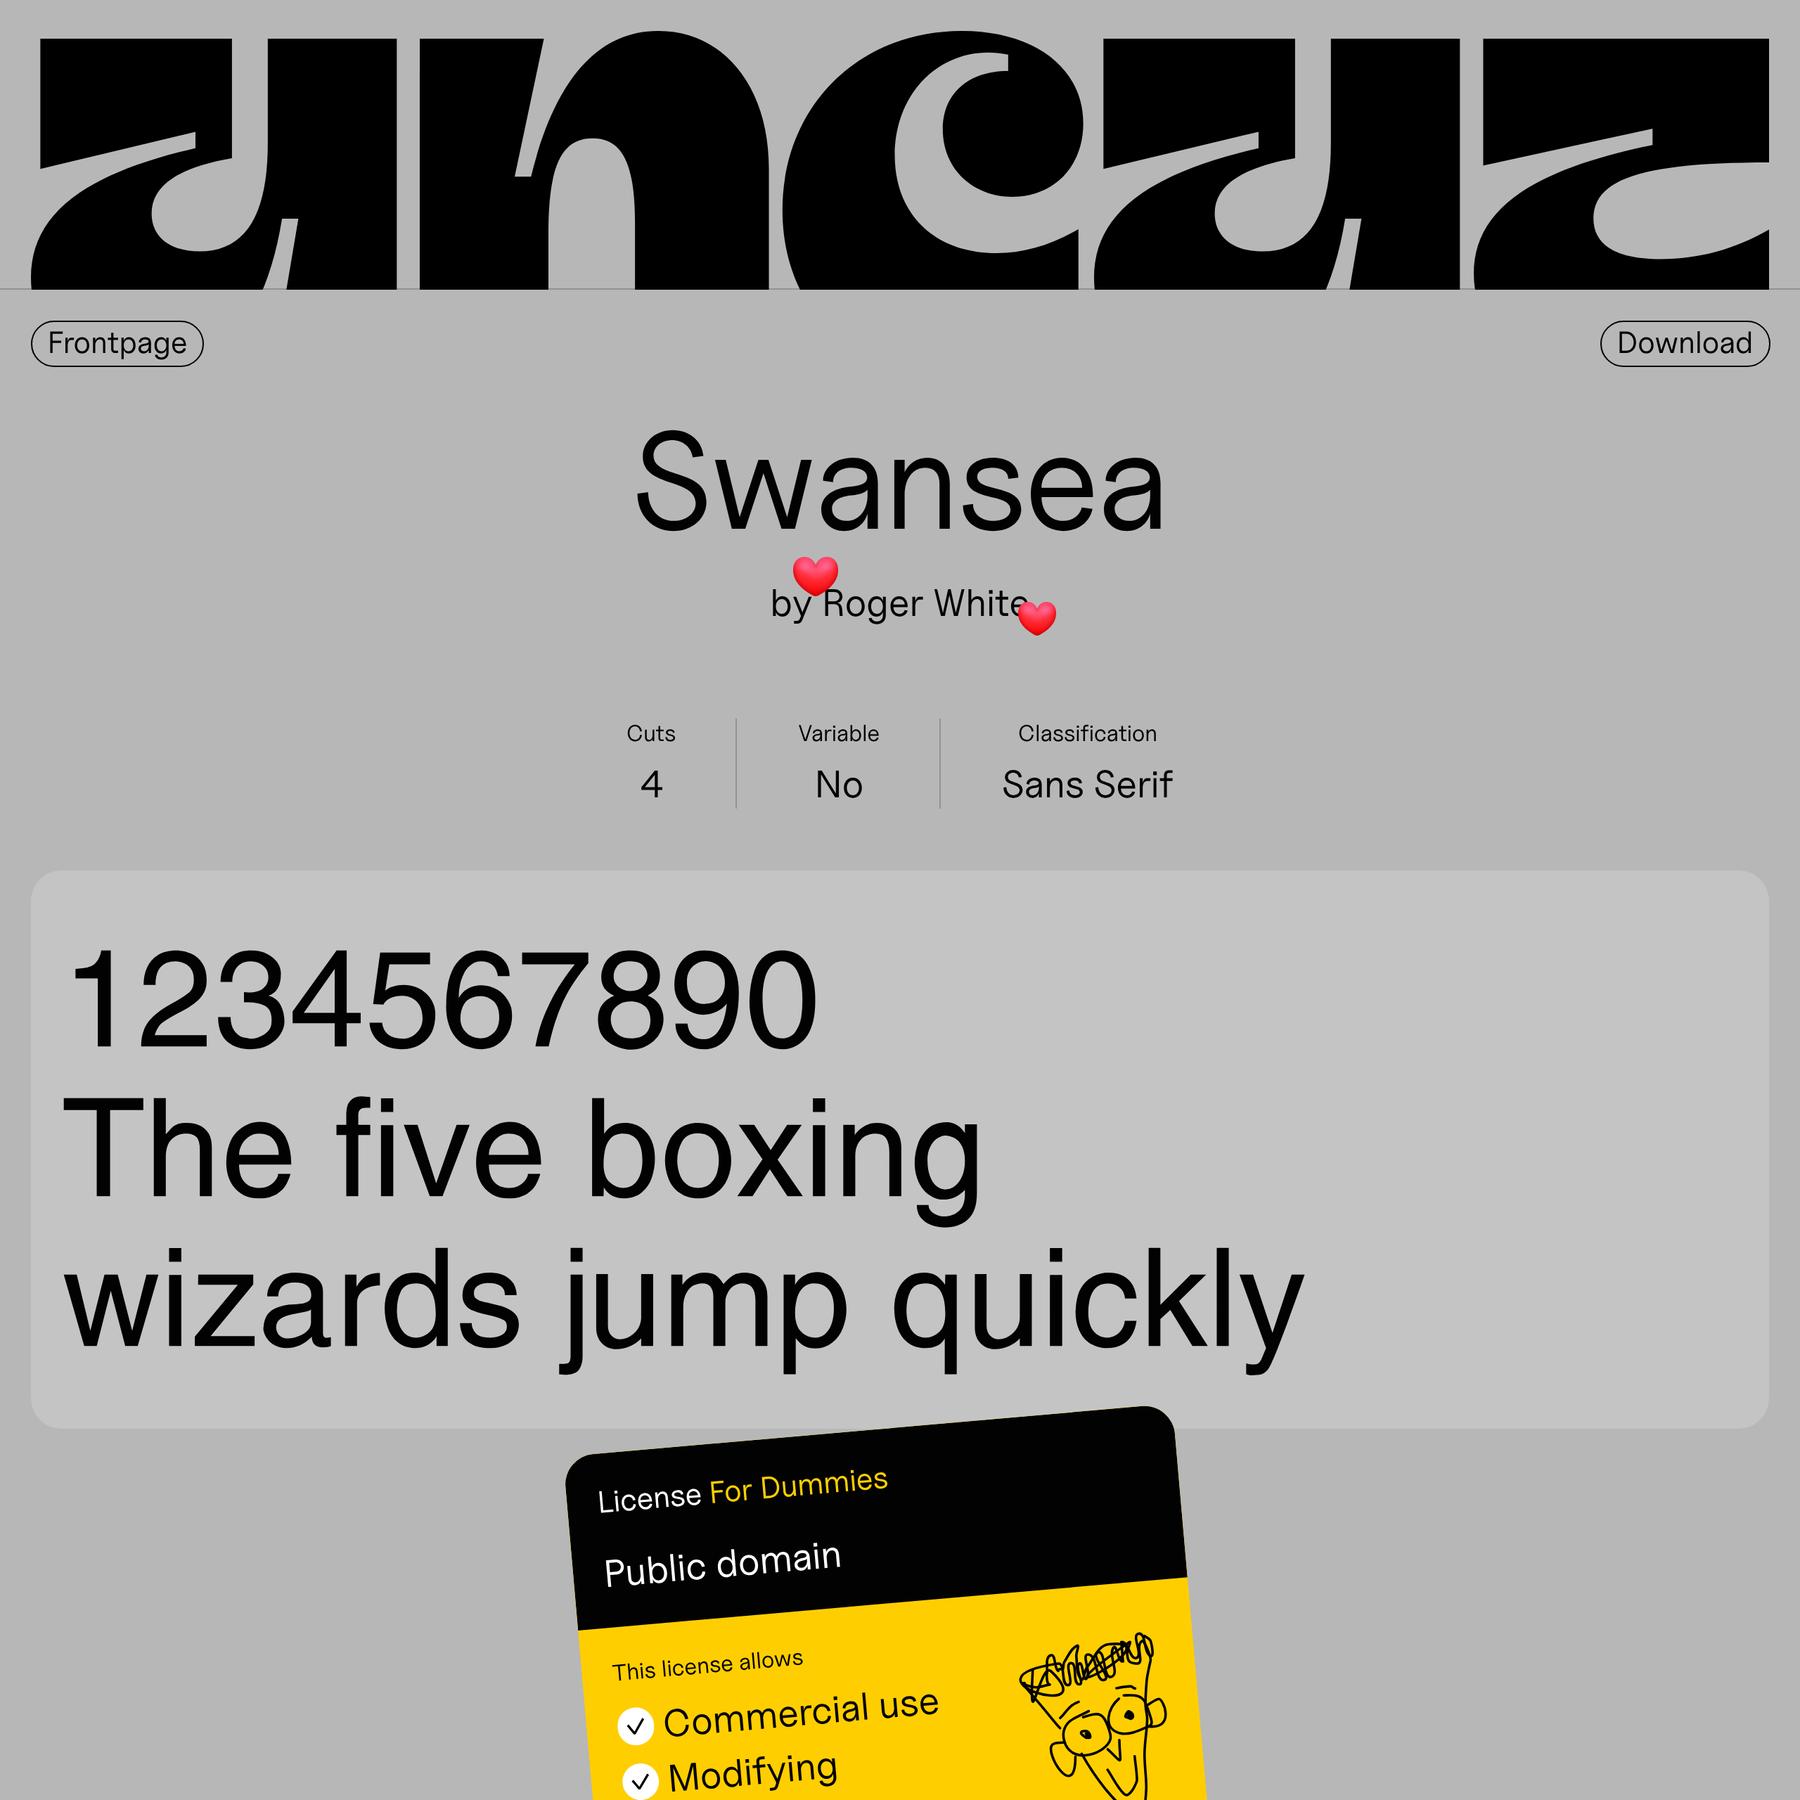 uncut
Frontpage
Download
Swansea
by Roger White
Cuts
4
Variable
No
Classification
Sans Serif
1234567890
The five boxing
wizards jump quickly
License For Dummies
Public domain
This license allows
Commercial use
Modifying